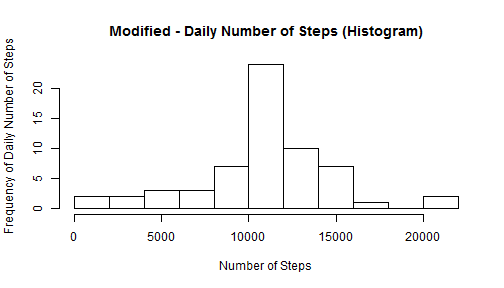 Modified - Daily Number of Steps (Histogram)
Frequency of Daily Number of Steps
20
15
10
5
0
0 5000 10000 15000 20000
Number of Steps